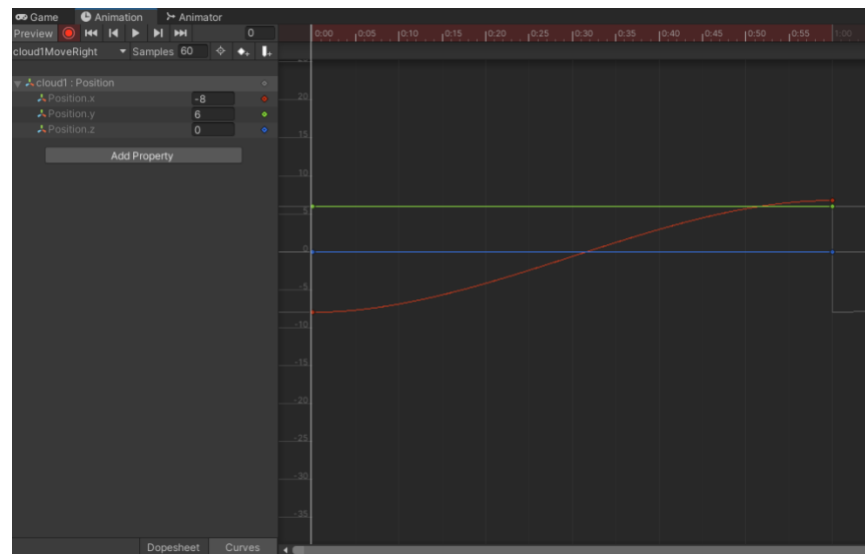 Game Animation Animator
Preview 0 0:00 0:05 0:10 0:15 0:20 0:25 0:30 0:35 0:40 0:45 0:50 0:55 1:00
cloud1MoveRight Samples 60
cloud1 : Position
Position.x -8
Position.y 6
Position.z 0
Add Property
20
15
10
5
0
-5
-10
-15
-20
-25
-30
-35
Dopesheet Curves